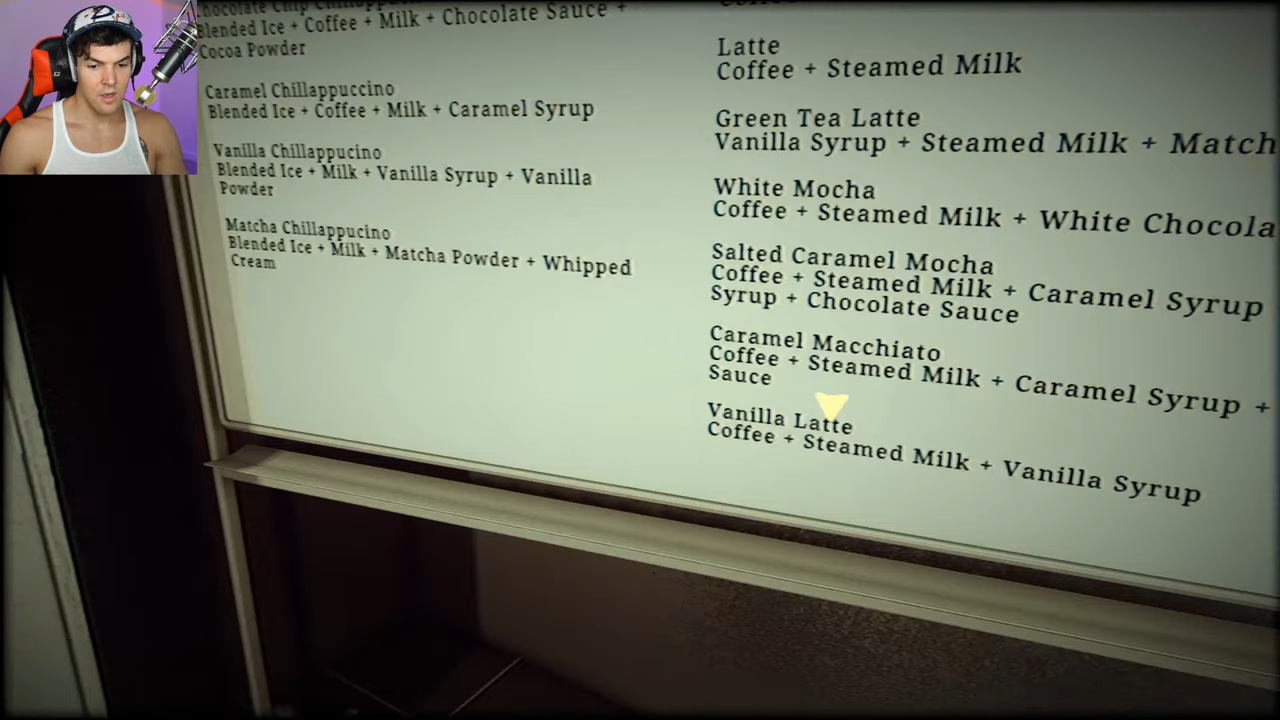 Chocolate Chip
Blended Ice + Coffee + Milk + Chocolate Sauce +
Cocoa Powder
Caramel Chillappuccino
Blended Ice + Coffee + Milk + Caramel Syrup
Vanilla Chillappucino
Blended Ice + Milk + Vanilla Syrup + Vanilla
Powder
Matcha Chillappucino
Blended Ice + Milk + Matcha Powder + Whipped
Cream
Latte
Coffee + Steamed Milk
Green Tea Latte
Vanilla Syrup + Steamed Milk + Match
White Mocha
Coffee + Steamed Milk + White Chocola
Salted Caramel Mocha
Coffee + Steamed Milk + Caramel Syrup
Syrup + Chocolate Sauce
Caramel Macchiato
Coffee + Steamed Milk + Caramel Syrup +
Sauce
Vanilla Latte
Coffee + Steamed Milk + Vanilla Syrup